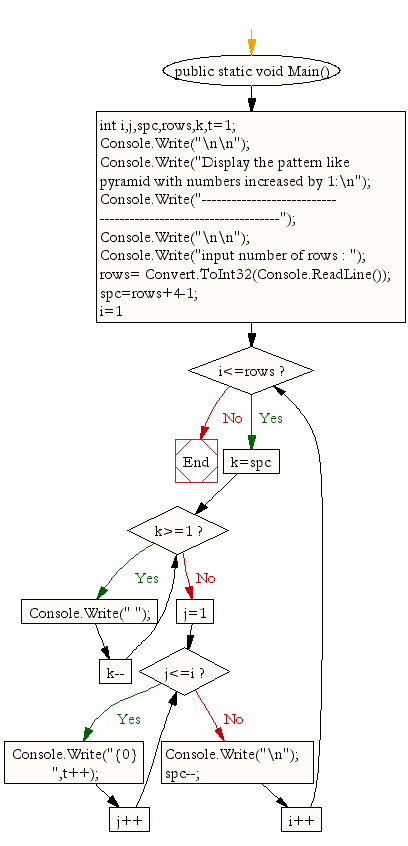 public static void Main()
int i,j,spc,rows,k,t=1;
Console.Write("\n\n");
Console.Write("Display the pattern like
pyramid with numbers increased by 1:\n");
Console.Write("---------------------------
------------------------------------");
Console.Write("\n\n");
Console.Write("input number of rows : ");
rows= Convert.ToInt32(Console.ReadLine());
spc=rows+4-1;
i=1
i<=rows ?
No
Yes
End
k=spc
k>=1 ?
Yes
No
Console.Write(" ");
j=1
k--
j<=i ?
Yes
No
Console.Write("{0}
",t++);
Console.Write("\n");
spc--;
j++
i++